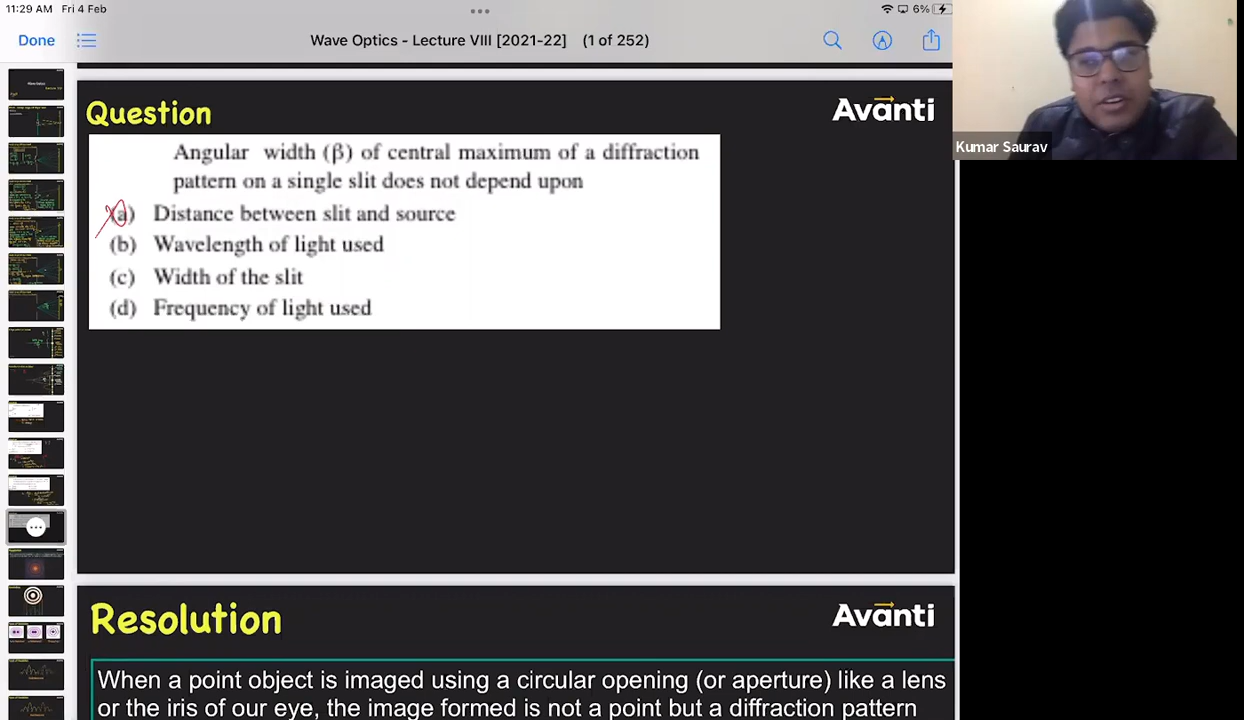 11:29 AM Fri 4 Feb
6%
Done
Wave Optics - Lecture VIII [2021-22] (1 of 252)
Question
Avanti
Angular width (β) of central maximum of a diffraction
pattern on a single slit does not depend upon
(a) Distance between slit and source
(b) Wavelength of light used
(c) Width of the slit
(d) Frequency of light used
Kumar Saurav
Resolution
Avanti
When a point object is imaged using a circular opening (or aperture) like a lens
or the iris of our eye, the image formed is not a point but a diffraction pattern